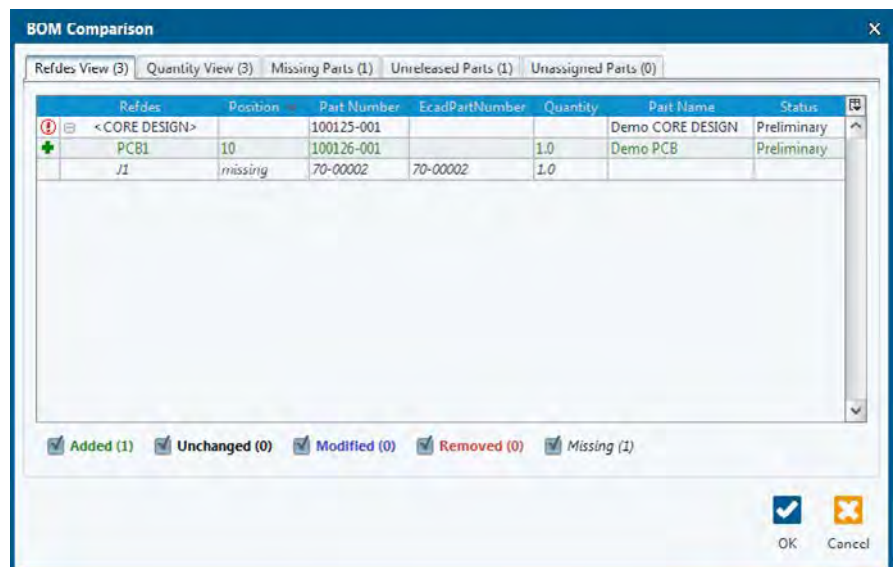 BOM Comparison
Refdes View (3) Quantity View (3) Missing Parts (1) Unreleased Parts (1) Unassigned Parts (0)
Refdes Position Part Number EcadPartNumber Quantity Part Name Status
<CORE DESIGN> 100125-001 Demo CORE DESIGN Preliminary
PCB1 10 100126-001 1.0 Demo PCB Preliminary
J1 missing 70-00002 70-00002 1.0
Added (1) Unchanged (0) Modified (0) Removed (0) Missing (1)
OK Cancel